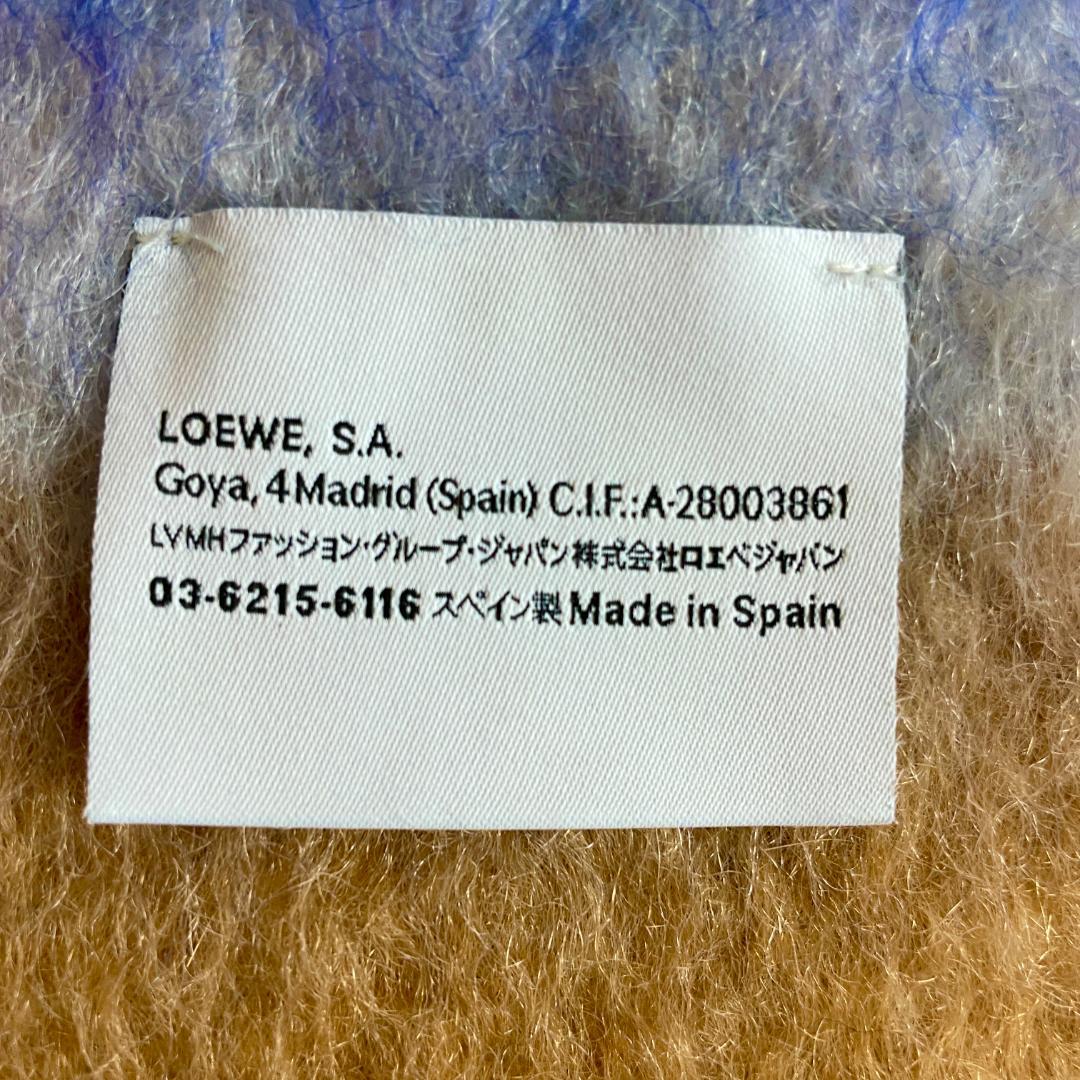 LOEWE, S.A.
Goya, 4 Madrid (Spain) C.I.F.:A-28003861
LVMHファッション・グループ・ジャパン株式会社ロエベジャパン
03-6215-6116 スペイン製 Made in Spain